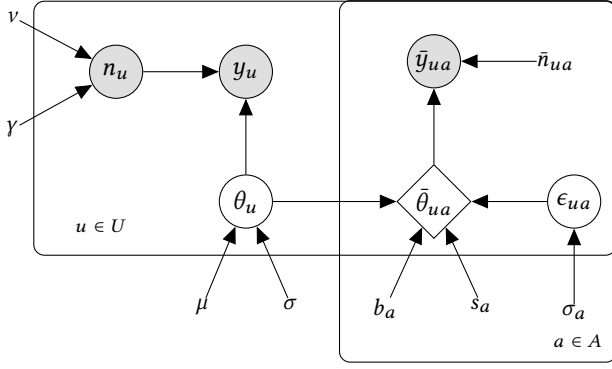 ν
n_u y_u ȳ_ua n̄_ua
γ
θ_u θ̄_ua ϵ_ua
u ∈ U
μ σ b_a s_a σ_a
a ∈ A